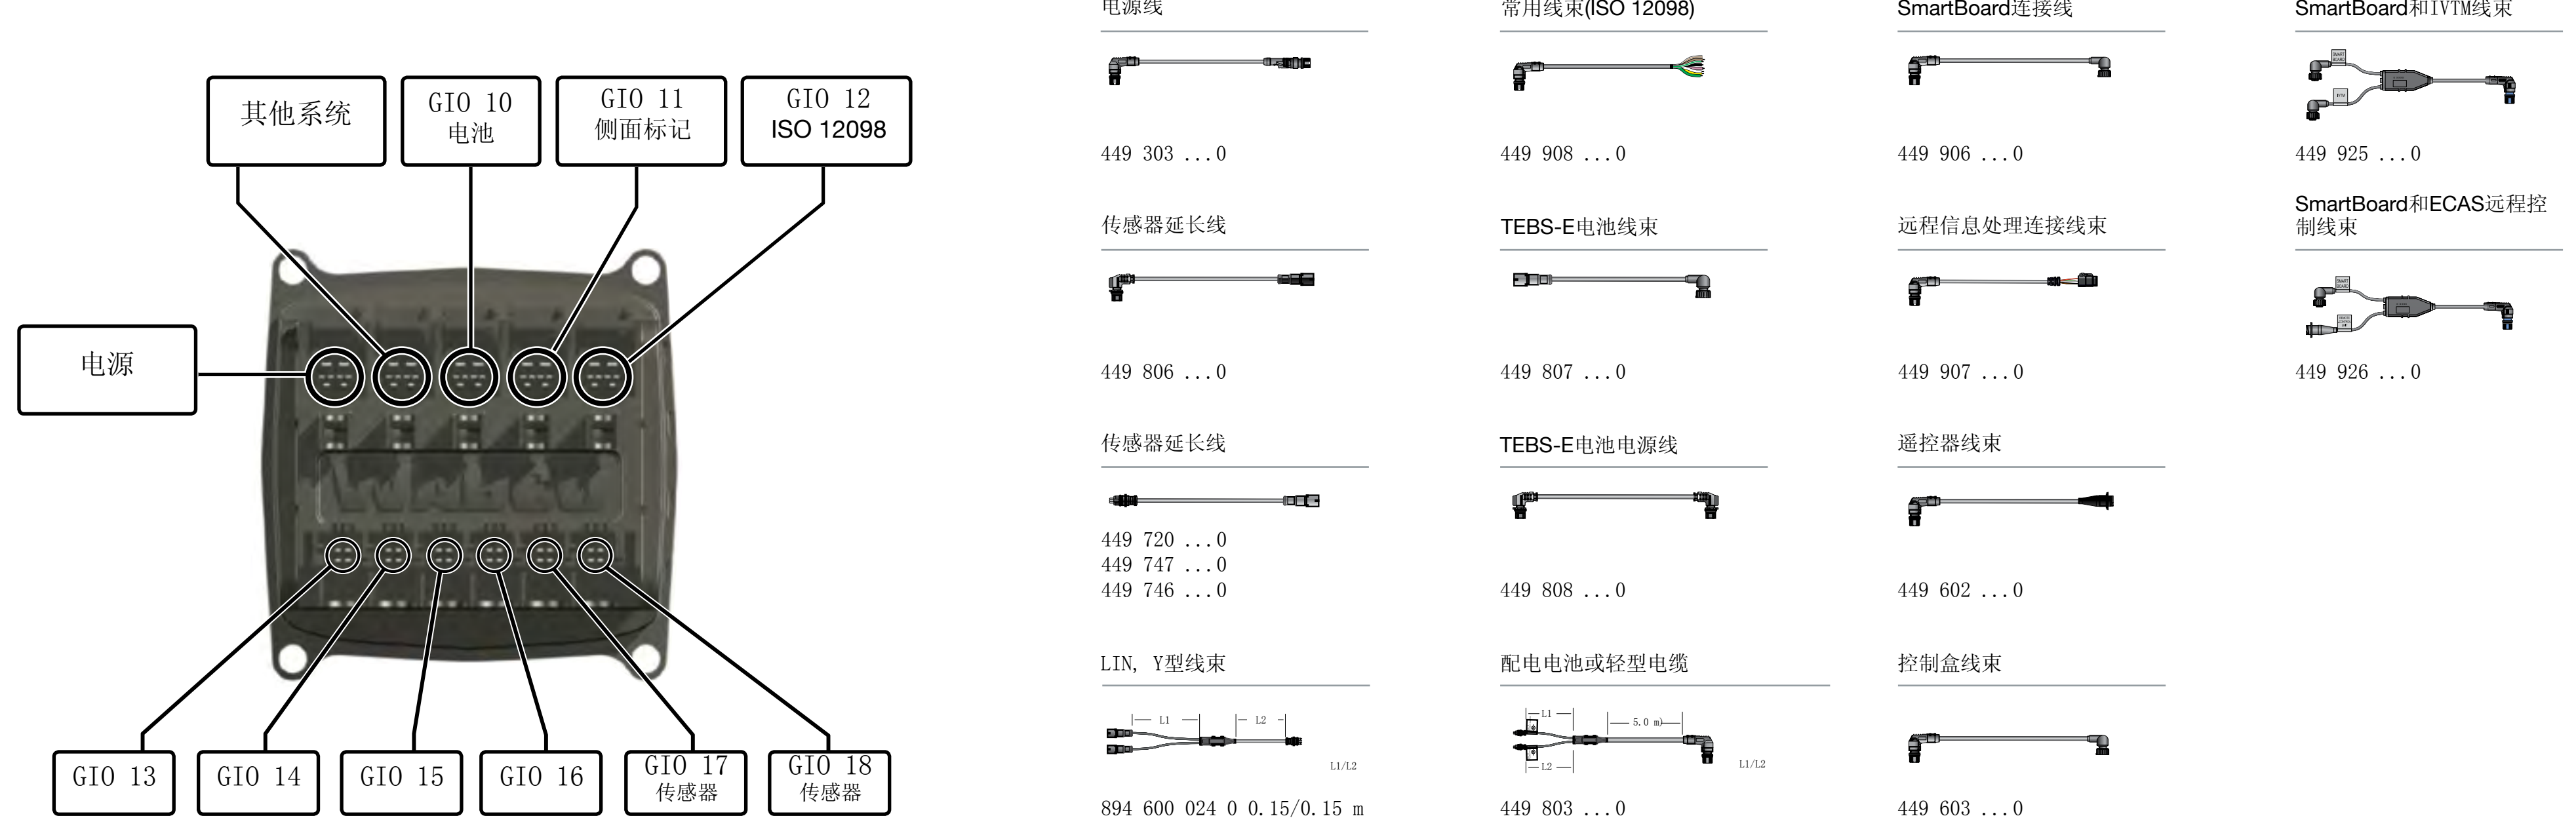 其他系统
GIO 10
电池
GIO 11
侧面标记
GIO 12
ISO 12098
电源
GIO 13
GIO 14
GIO 15
GIO 16
GIO 17
传感器
GIO 18
传感器
电源线
449 303 ...0
传感器延长线
449 806 ...0
传感器延长线
449 720 ...0
449 747 ...0
449 746 ...0
LIN, Y型线束
L1
L2
L1/L2
894 600 024 0 0.15/0.15 m
常用线束(ISO 12098)
449 908 ...0
TEBS-E电池线束
449 807 ...0
TEBS-E电池电源线
449 808 ...0
配电电池或轻型电缆
L1
5.0 m)
L2
L1/L2
449 803 ...0
SmartBoard连接线
449 906 ...0
远程信息处理连接线束
449 907 ...0
遥控器线束
449 602 ...0
控制盒线束
449 603 ...0
SmartBoard和IVTM线束
SMART
BOARD
IVTM
449 925 ...0
SmartBoard和ECAS远程控
制线束
SMART
BOARD
449 926 ...0